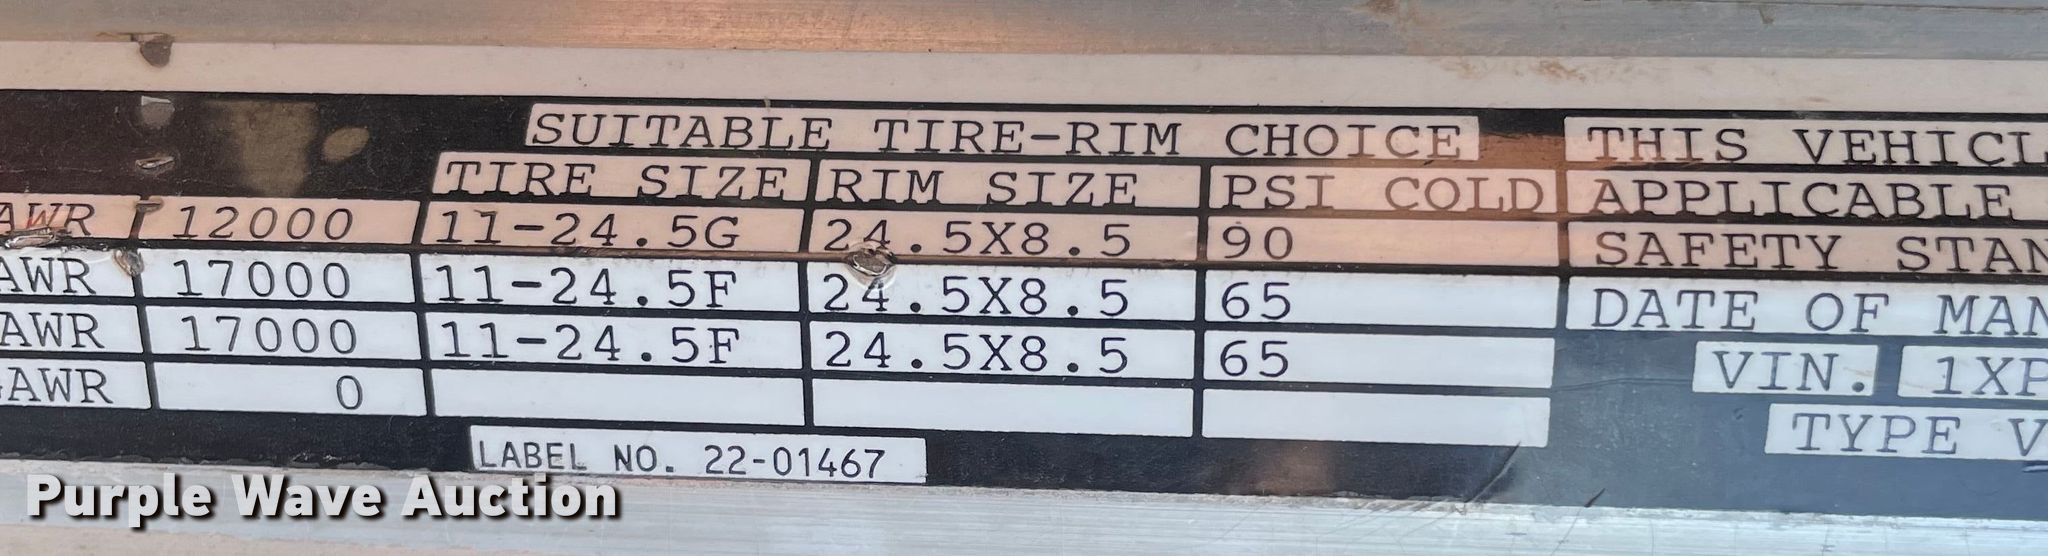 SUITABLE TIRE-RIM CHOICE THIS VEHICL
TIRE SIZE RIM SIZE PSI COLD APPLICABLE
AWR 12000 11-24.5G 24.5X8.5 90 SAFETY STAN
AWR 17000 11-24.5F 24.5X8.5 65 DATE OF MAN
AWR 17000 11-24.5F 24.5X8.5 65 VIN. 1XP
GAWR 0 TYPE V
LABEL NO. 22-01467
Purple Wave Auction